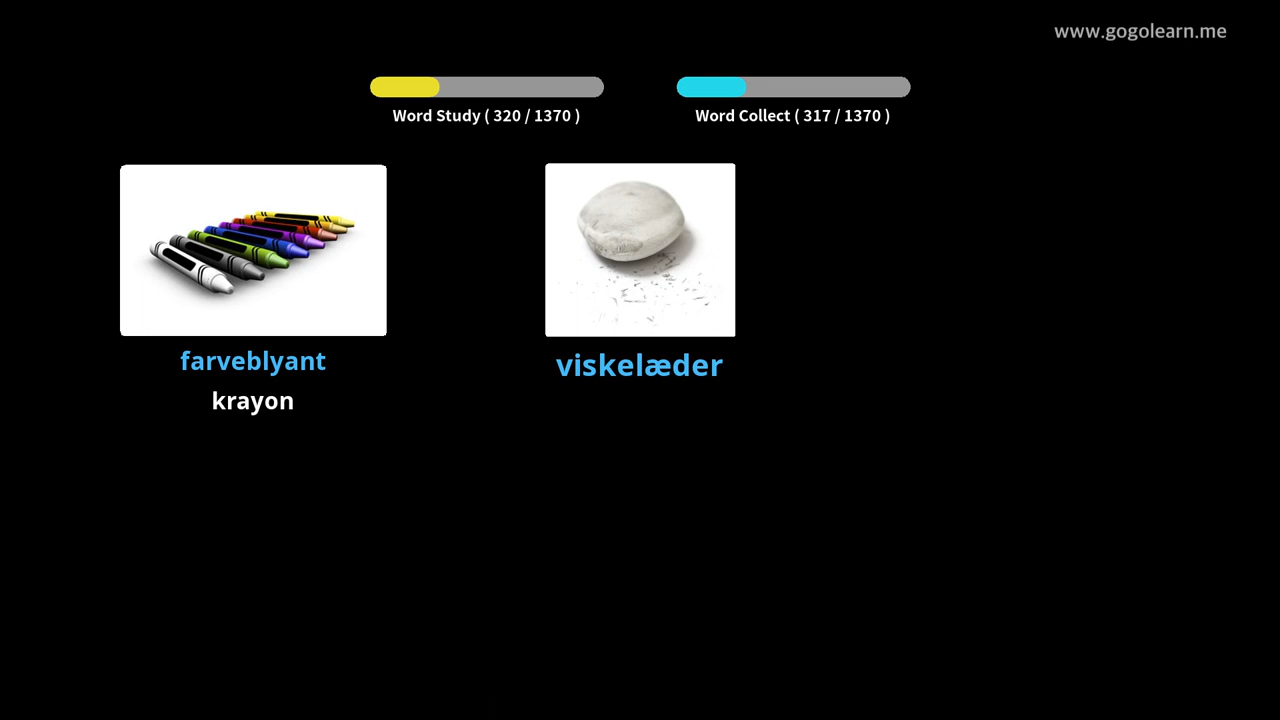 www.gogolearn.me
Word Study ( 320 / 1370 )
Word Collect ( 317 / 1370 )
farveblyant
krayon
viskelæder